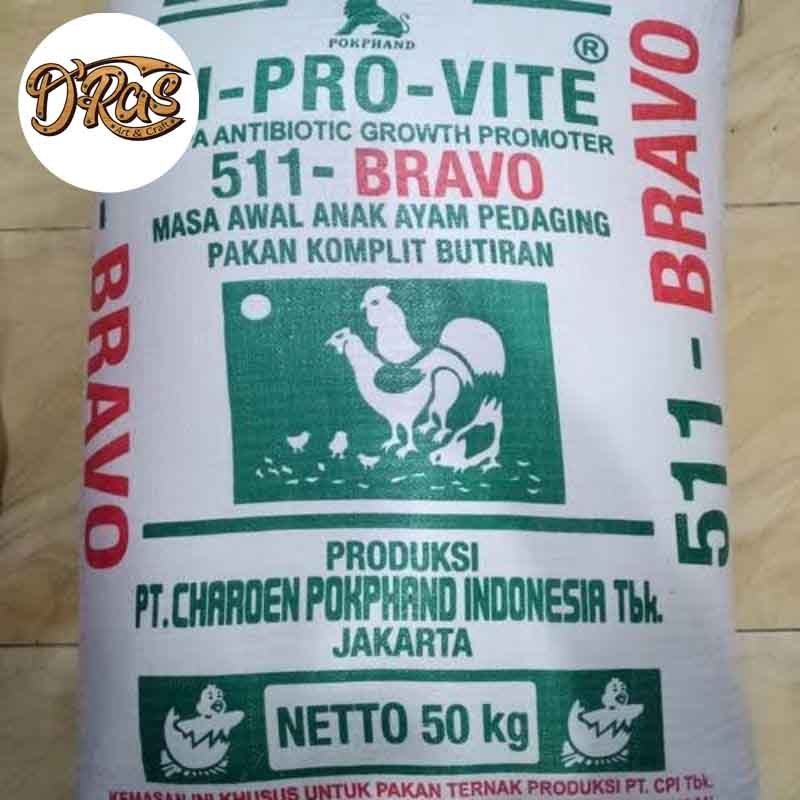 D'Ras
Art & Craft
POKPHAND
I-PRO-VITE ®
A ANTIBIOTIC GROWTH PROMOTER
511- BRAVO
MASA AWAL ANAK AYAM PEDAGING
PAKAN KOMPLIT BUTIRAN
- BRAVO
511 - BRAVO
PRODUKSI
PT. CHAROEN POKPHAND INDONESIA Tbk.
JAKARTA
NETTO 50 kg
KEMASAN INI KHUSUS UNTUK PAKAN TERNAK PRODUKSI PT. CPI Tbk.